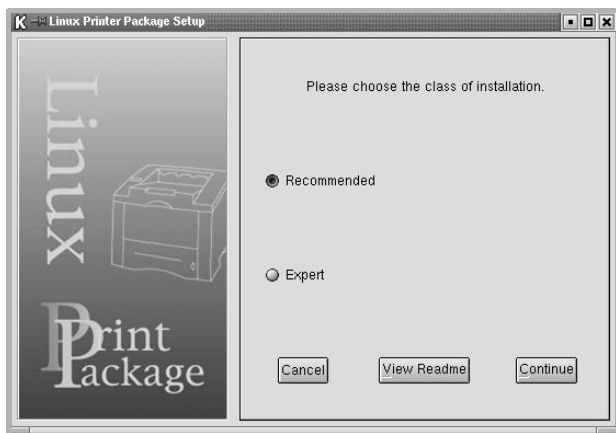 Linux Printer Package Setup
Linux
Print
Package
Please choose the class of installation.
Recommended
Expert
Cancel
View Readme
Continue